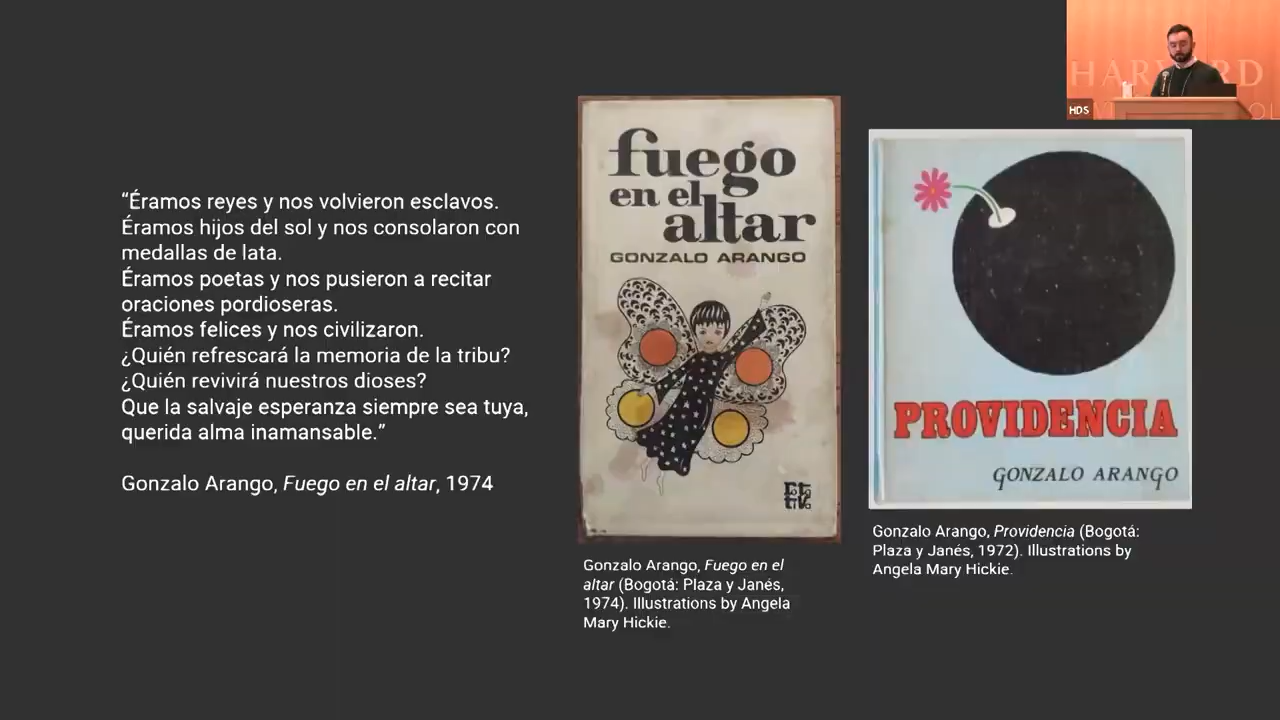 “Éramos reyes y nos volvieron esclavos.
Éramos hijos del sol y nos consolaron con
medallas de lata.
Éramos poetas y nos pusieron a recitar
oraciones pordioseras.
Éramos felices y nos civilizaron.
¿Quién refrescará la memoria de la tribu?
¿Quién revivirá nuestros dioses?
Que la salvaje esperanza siempre sea tuya,
querida alma inamansable.”
Gonzalo Arango, Fuego en el altar, 1974
fuego
en el
altar
GONZALO ARANGO
Gonzalo Arango, Fuego en el
altar (Bogotá: Plaza y Janés,
1974). Illustrations by Angela
Mary Hickie.
PROVIDENCIA
GONZALO ARANGO
Gonzalo Arango, Providencia (Bogotá:
Plaza y Janés, 1972). Illustrations by
Angela Mary Hickie.
HDS